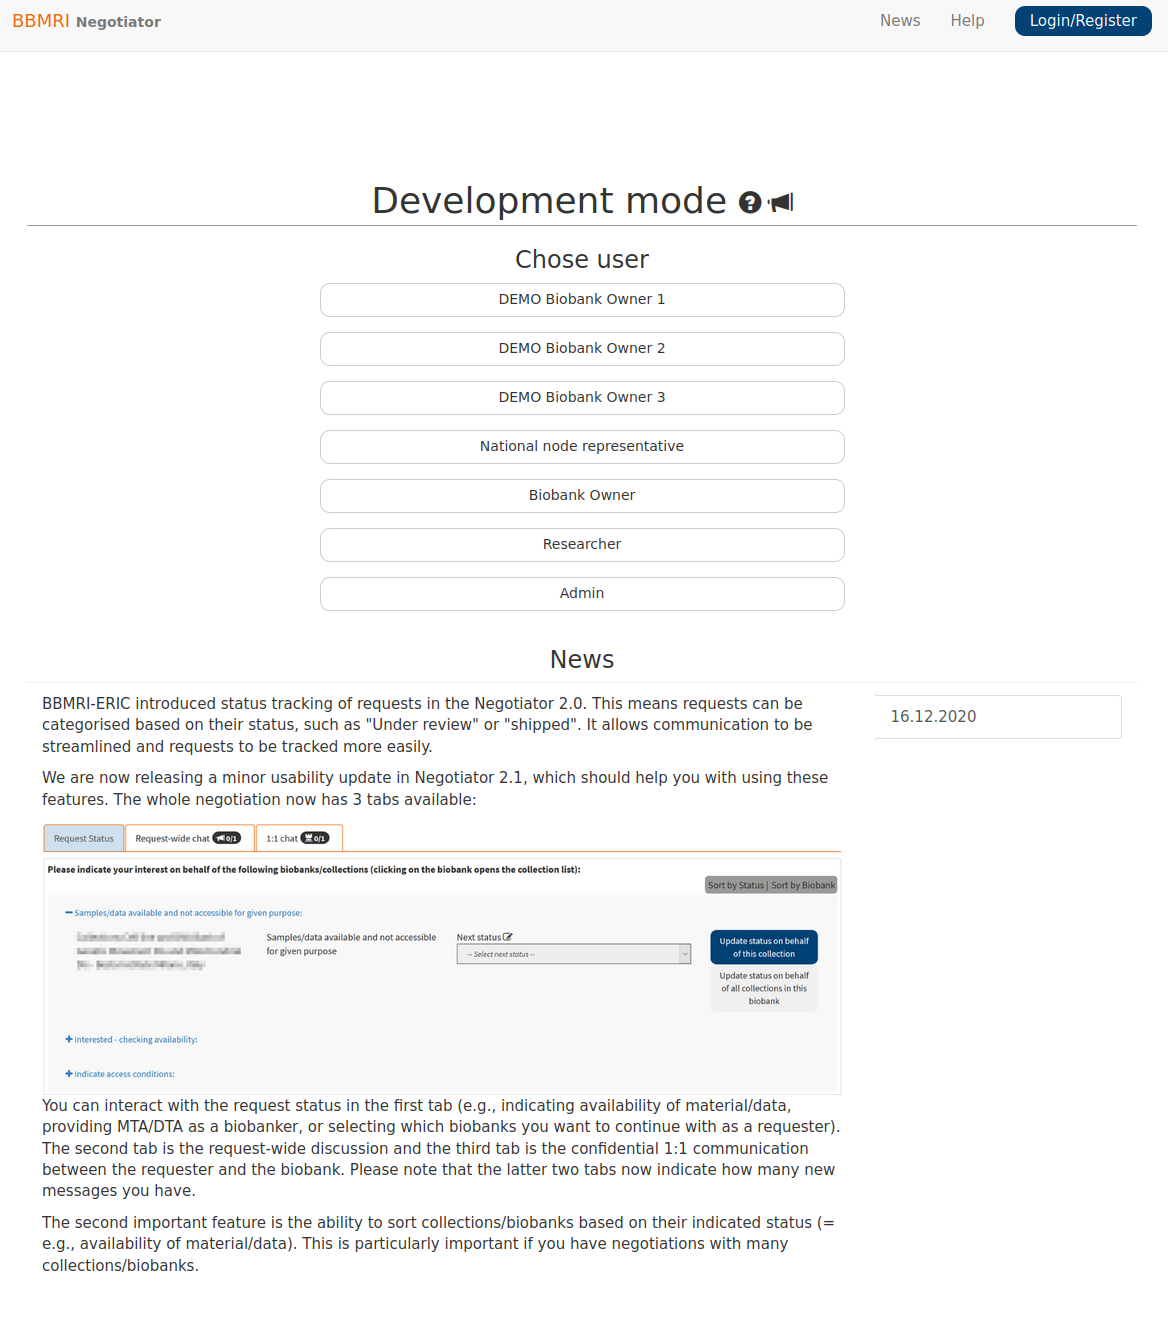 BBMRI Negotiator
News Help Login/Register
Development mode
Chose user
DEMO Biobank Owner 1
DEMO Biobank Owner 2
DEMO Biobank Owner 3
National node representative
Biobank Owner
Researcher
Admin
News
BBMRI-ERIC introduced status tracking of requests in the Negotiator 2.0. This means requests can be
categorised based on their status, such as "Under review" or "shipped". It allows communication to be
streamlined and requests to be tracked more easily.
16.12.2020
We are now releasing a minor usability update in Negotiator 2.1, which should help you with using these
features. The whole negotiation now has 3 tabs available:
Request Status Request-wide chat 0/1 1:1 chat 0/1
Please indicate your interest on behalf of the following biobanks/collections (clicking on the biobank opens the collection list):
Sort by Status | Sort by Biobank
Samples/data available and not accessible for given purpose:
Samples/data available and not accessible
for given purpose
Next status
-- Select next status --
Update status on behalf
of this collection
Update status on behalf
of all collections in this
biobank
Interested - checking availability:
Indicate access conditions:
You can interact with the request status in the first tab (e.g., indicating availability of material/data,
providing MTA/DTA as a biobanker, or selecting which biobanks you want to continue with as a requester).
The second tab is the request-wide discussion and the third tab is the confidential 1:1 communication
between the requester and the biobank. Please note that the latter two tabs now indicate how many new
messages you have.
The second important feature is the ability to sort collections/biobanks based on their indicated status (=
e.g., availability of material/data). This is particularly important if you have negotiations with many
collections/biobanks.